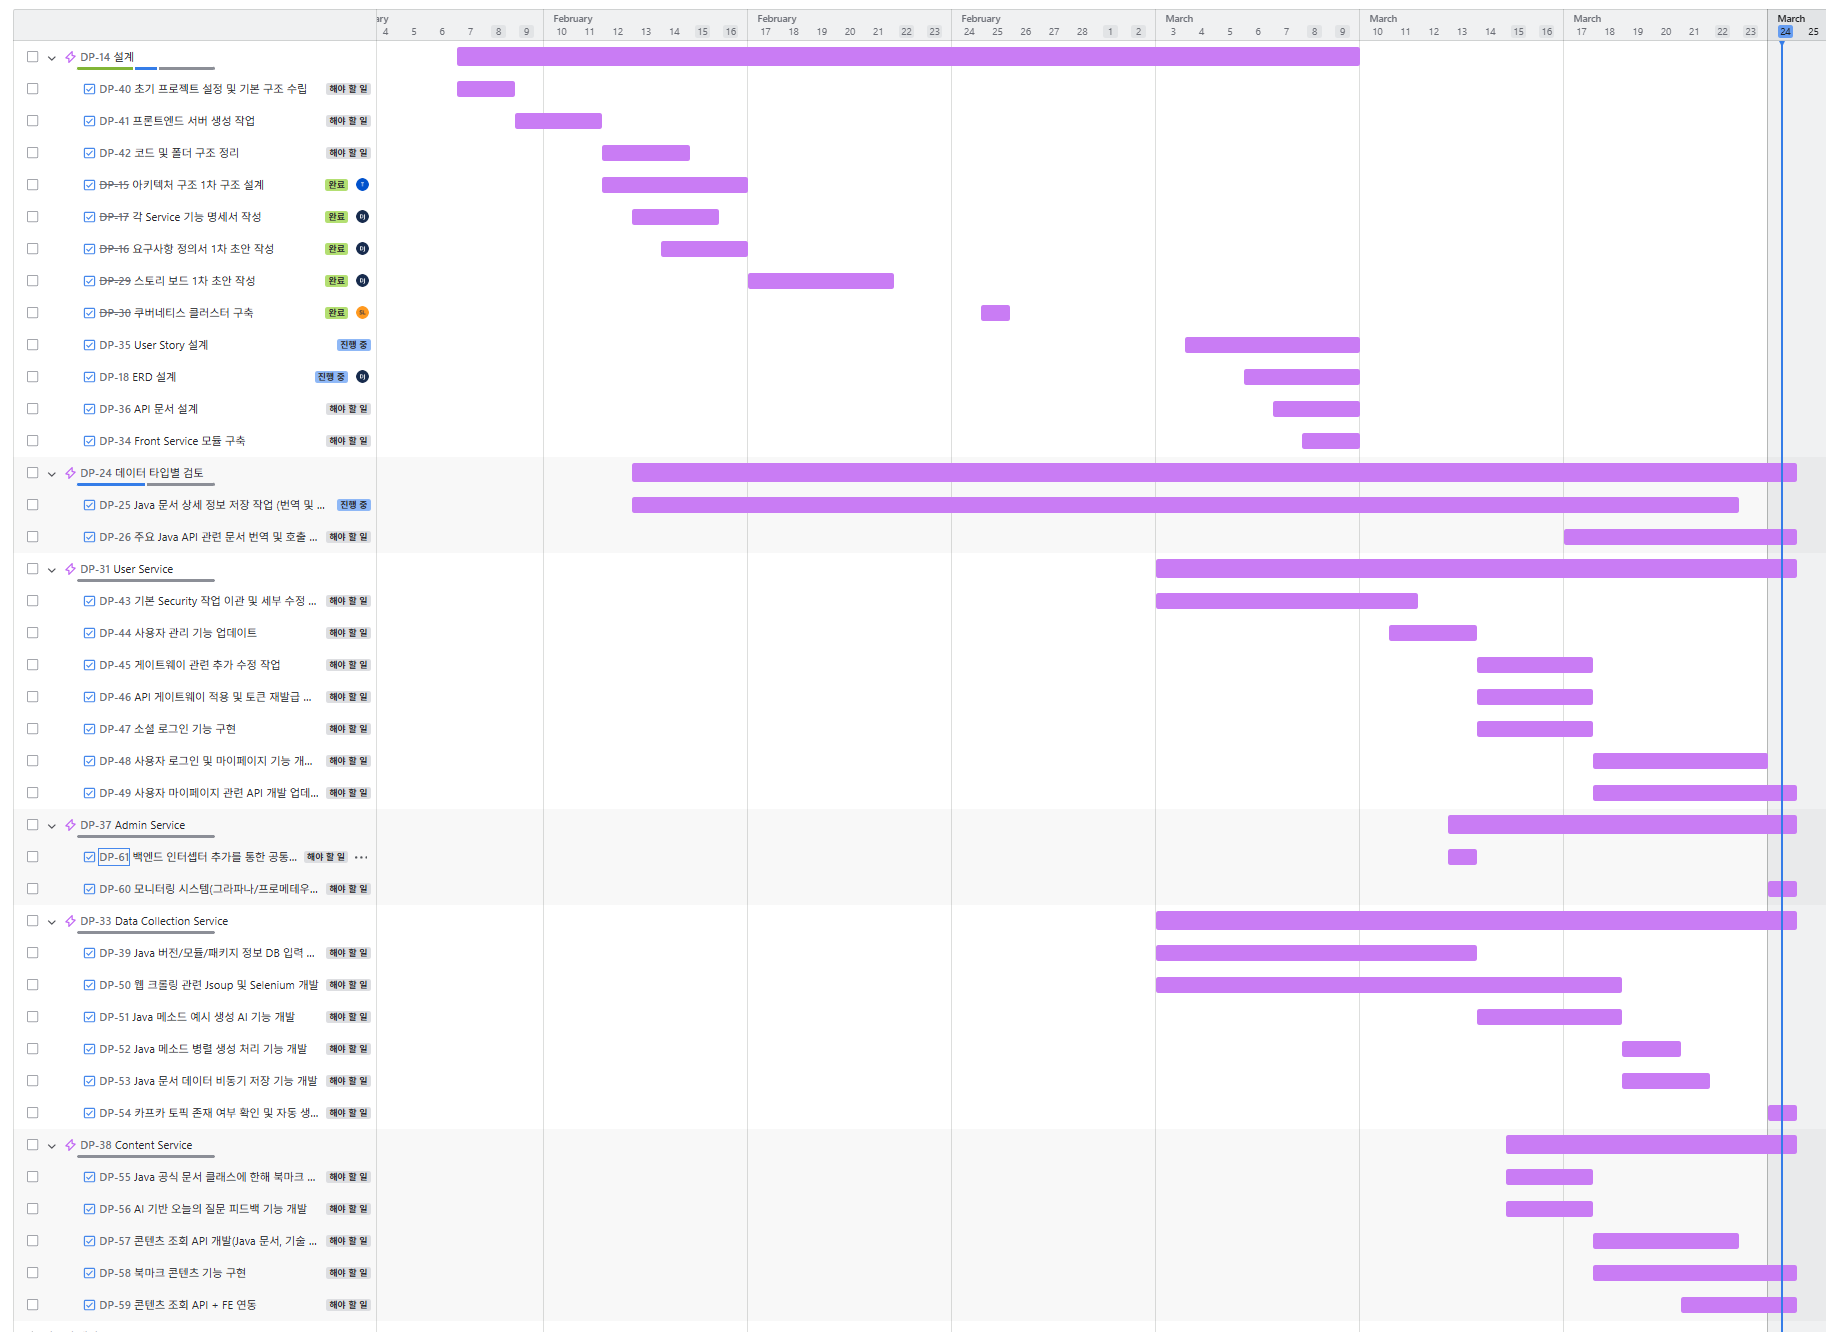 ary February February February March March March March
4 5 6 7 8 9 10 11 12 13 14 15 16 17 18 19 20 21 22 23 24 25 26 27 28 1 2 3 4 5 6 7 8 9 10 11 12 13 14 15 16 17 18 19 20 21 22 23 24 25
DP-14 설계
DP-40 초기 프로젝트 설정 및 기본 구조 수립 해야 할 일
DP-41 프론트엔드 서버 생성 작업 해야 할 일
DP-42 코드 및 폴더 구조 정리 해야 할 일
DP-15 아키텍처 구조 1차 구조 설계 완료 T
DP-17 각 Service 기능 명세서 작성 완료
DP-16 요구사항 정의서 1차 초안 작성 완료
DP-29 스토리 보드 1차 초안 작성 완료
DP-30 쿠버네티스 클러스터 구축 완료 SL
DP-35 User Story 설계 진행 중
DP-18 ERD 설계 진행 중
DP-36 API 문서 설계 해야 할 일
DP-34 Front Service 모듈 구축 해야 할 일
DP-24 데이터 타입별 검토
DP-25 Java 문서 상세 정보 저장 작업 (번역 및 ... 진행 중
DP-26 주요 Java API 관련 문서 번역 및 호출 ... 해야 할 일
DP-31 User Service
DP-43 기본 Security 작업 이관 및 세부 수정 ... 해야 할 일
DP-44 사용자 관리 기능 업데이트 해야 할 일
DP-45 게이트웨이 관련 추가 수정 작업 해야 할 일
DP-46 API 게이트웨이 적용 및 토큰 재발급 ... 해야 할 일
DP-47 소셜 로그인 기능 구현 해야 할 일
DP-48 사용자 로그인 및 마이페이지 기능 개... 해야 할 일
DP-49 사용자 마이페이지 관련 API 개발 업데... 해야 할 일
DP-37 Admin Service
DP-61 백엔드 인터셉터 추가를 통한 공통... 해야 할 일 ...
DP-60 모니터링 시스템(그라파나/프로메테우... 해야 할 일
DP-33 Data Collection Service
DP-39 Java 버전/모듈/패키지 정보 DB 입력 ... 해야 할 일
DP-50 웹 크롤링 관련 Jsoup 및 Selenium 개발 해야 할 일
DP-51 Java 메소드 예시 생성 AI 기능 개발 해야 할 일
DP-52 Java 메소드 병렬 생성 처리 기능 개발 해야 할 일
DP-53 Java 문서 데이터 비동기 저장 기능 개발 해야 할 일
DP-54 카프카 토픽 존재 여부 확인 및 자동 생... 해야 할 일
DP-38 Content Service
DP-55 Java 공식 문서 클래스에 한해 북마크 ... 해야 할 일
DP-56 AI 기반 오늘의 질문 피드백 기능 개발 해야 할 일
DP-57 콘텐츠 조회 API 개발(Java 문서, 기술 ... 해야 할 일
DP-58 북마크 콘텐츠 기능 구현 해야 할 일
DP-59 콘텐츠 조회 API + FE 연동 해야 할 일